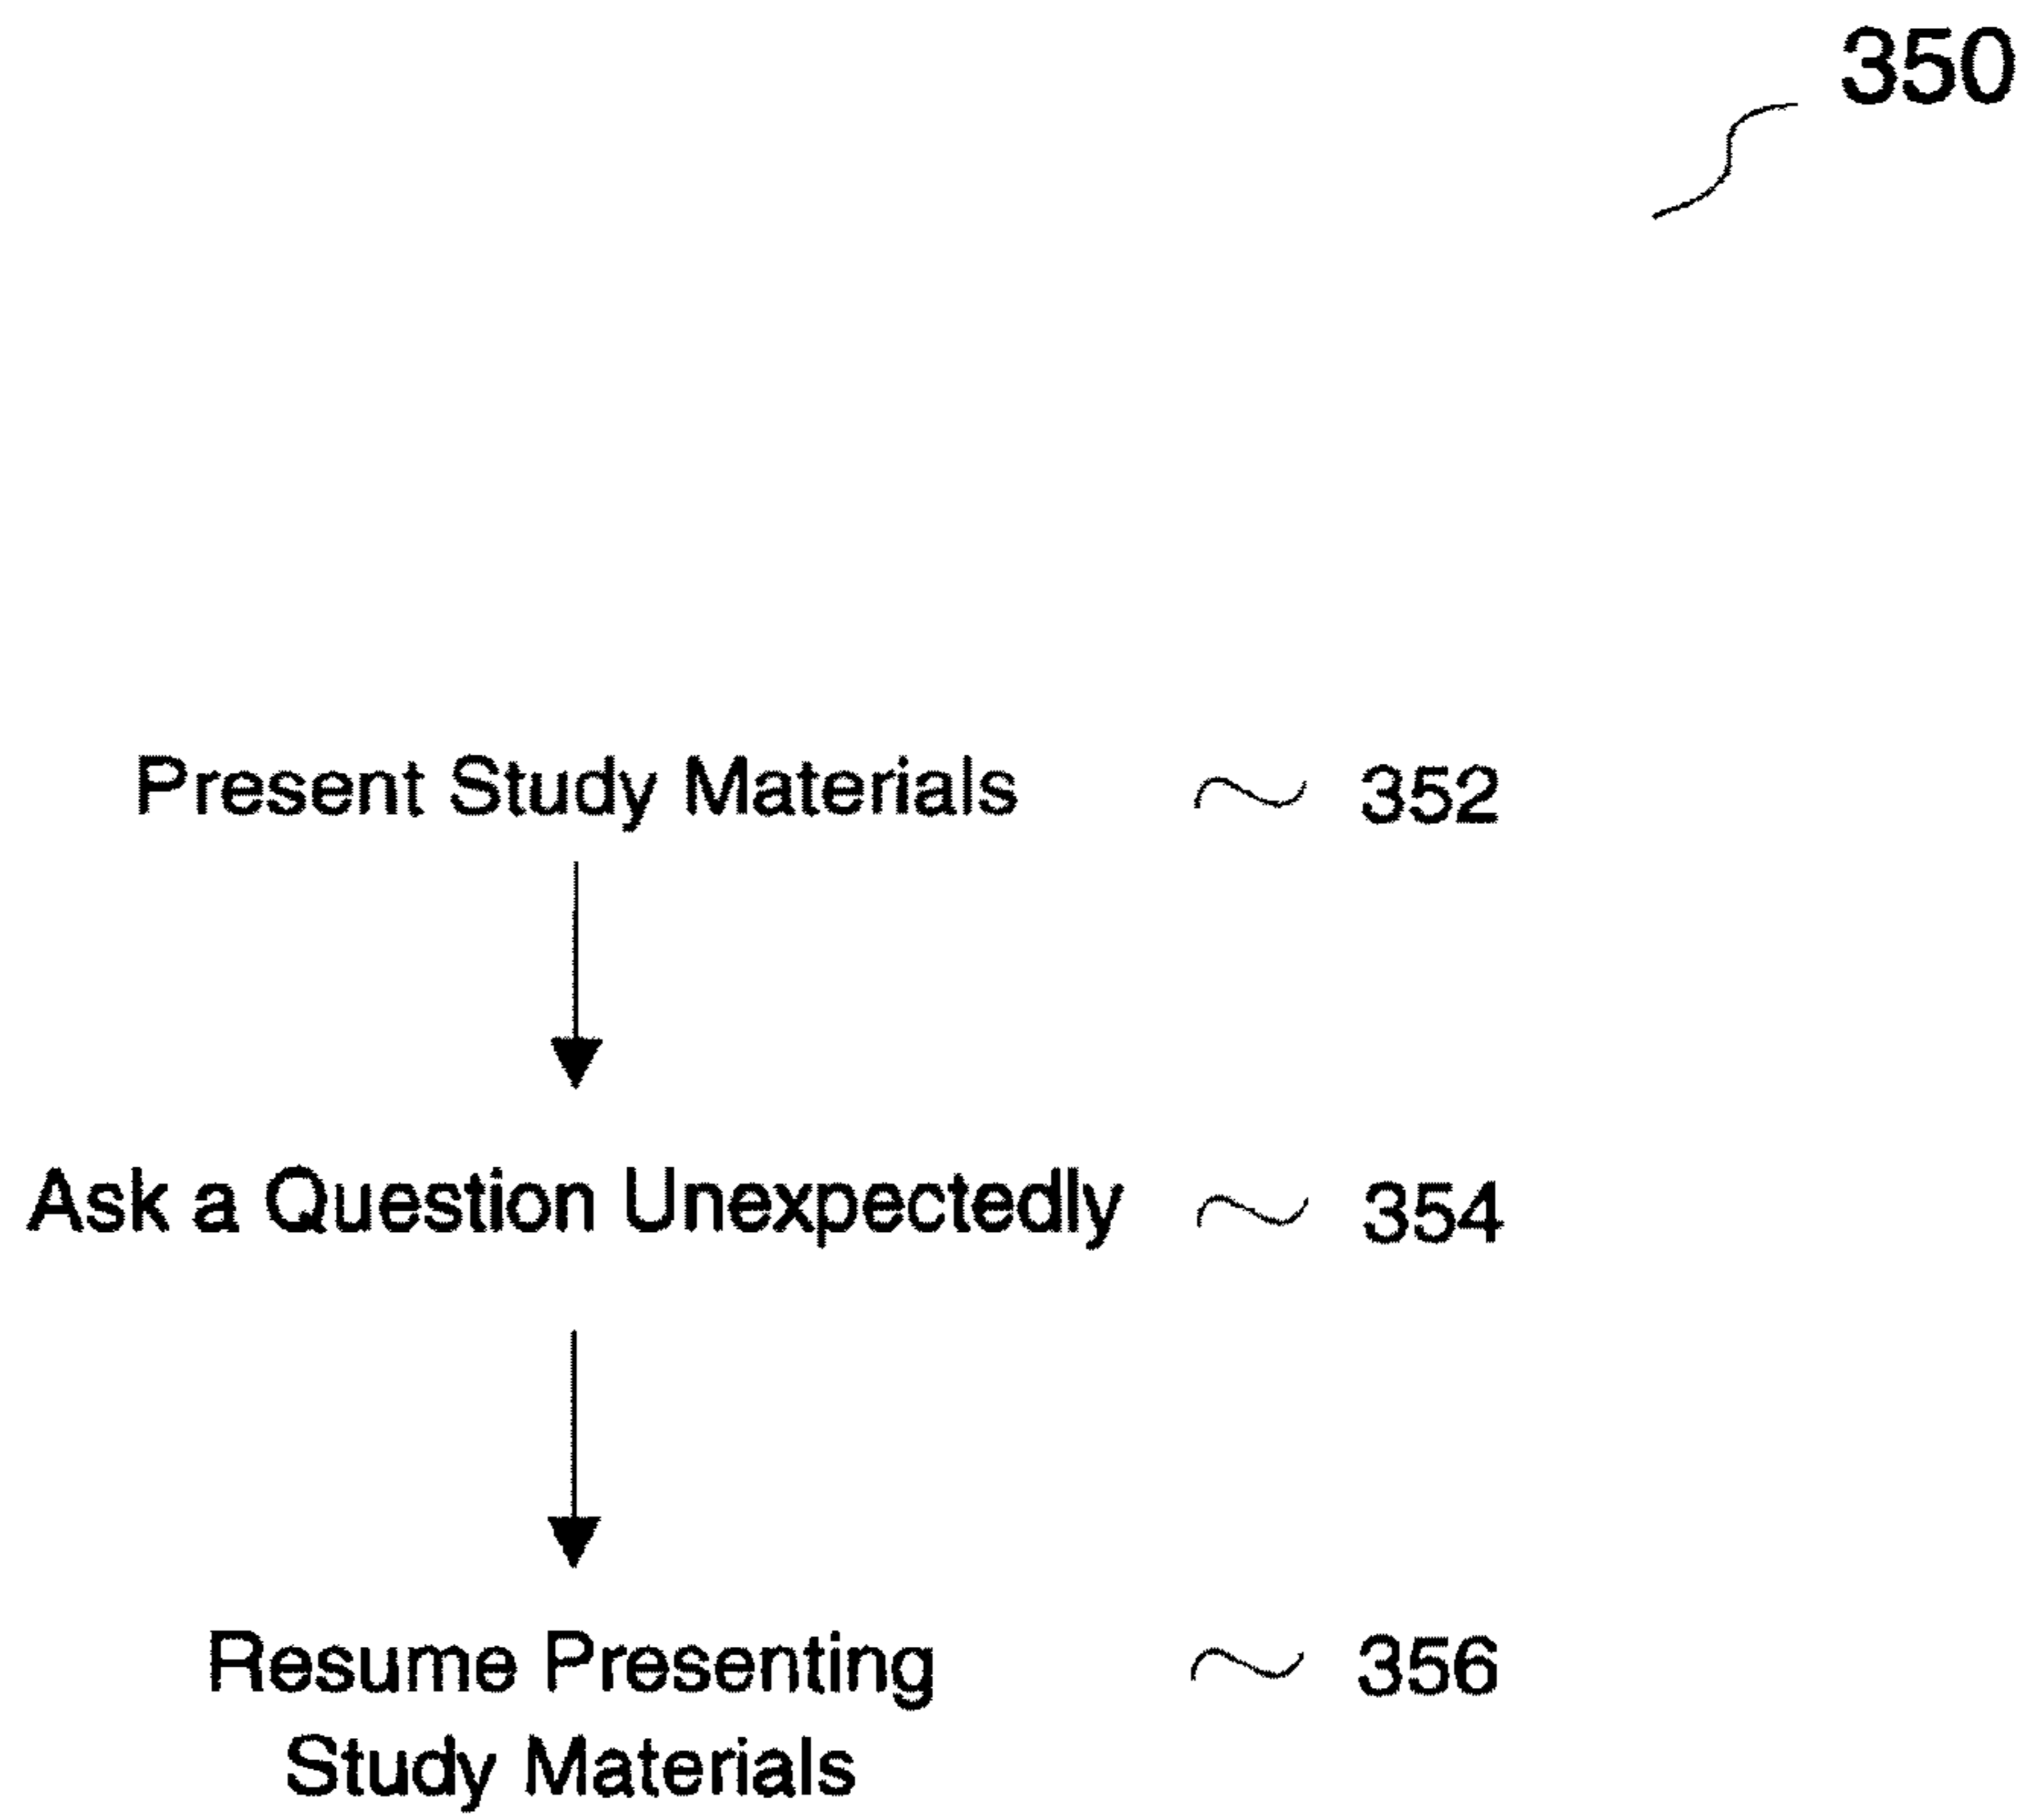 350
Present Study Materials 352
Ask a Question Unexpectedly 354
Resume Presenting 356
Study Materials